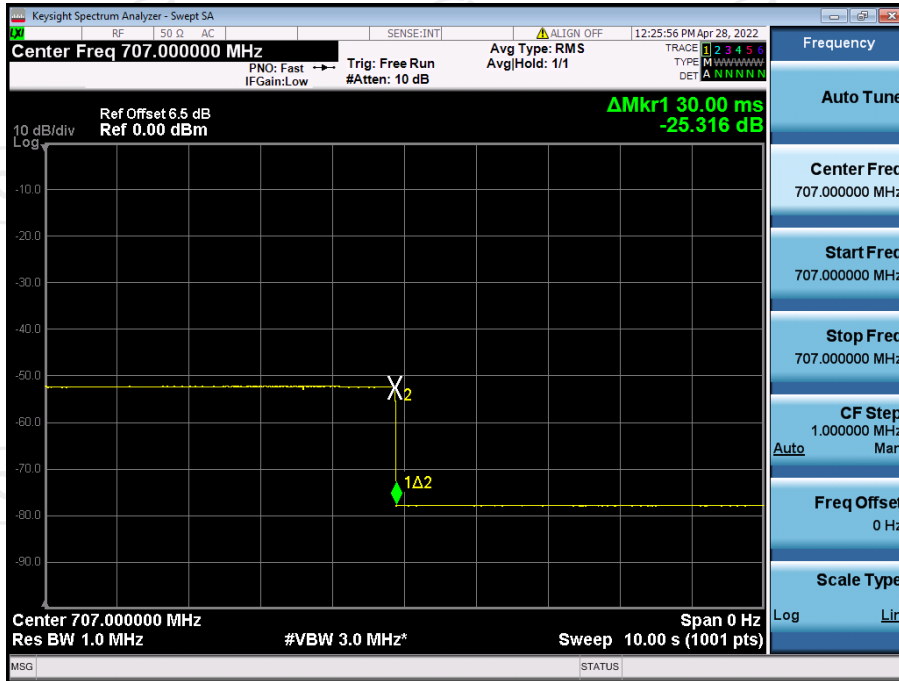 Keysight Spectrum Analyzer - Swept SA
LXI RF 50 Ω AC SENSE:INT ALIGN OFF 12:25:56 PM Apr 28, 2022
Center Freq 707.000000 MHz
PNO: Fast
IFGain:Low
Trig: Free Run
#Atten: 10 dB
Avg Type: RMS
Avg|Hold: 1/1
TRACE 1 2 3 4 5 6
TYPE M WWWWW
DET A N N N N N
ΔMkr1 30.00 ms
-25.316 dB
Ref Offset 6.5 dB
10 dB/div Ref 0.00 dBm
Log
-10.0
-20.0
-30.0
-40.0
-50.0
-60.0
-70.0
-80.0
-90.0
2
1Δ2
Center 707.000000 MHz Span 0 Hz
Res BW 1.0 MHz #VBW 3.0 MHz* Sweep 10.00 s (1001 pts)
MSG STATUS
Frequency
Auto Tune
Center Freq
707.000000 MHz
Start Freq
707.000000 MHz
Stop Freq
707.000000 MHz
CF Step
1.000000 MHz
Auto Man
Freq Offset
0 Hz
Scale Type
Log Lin